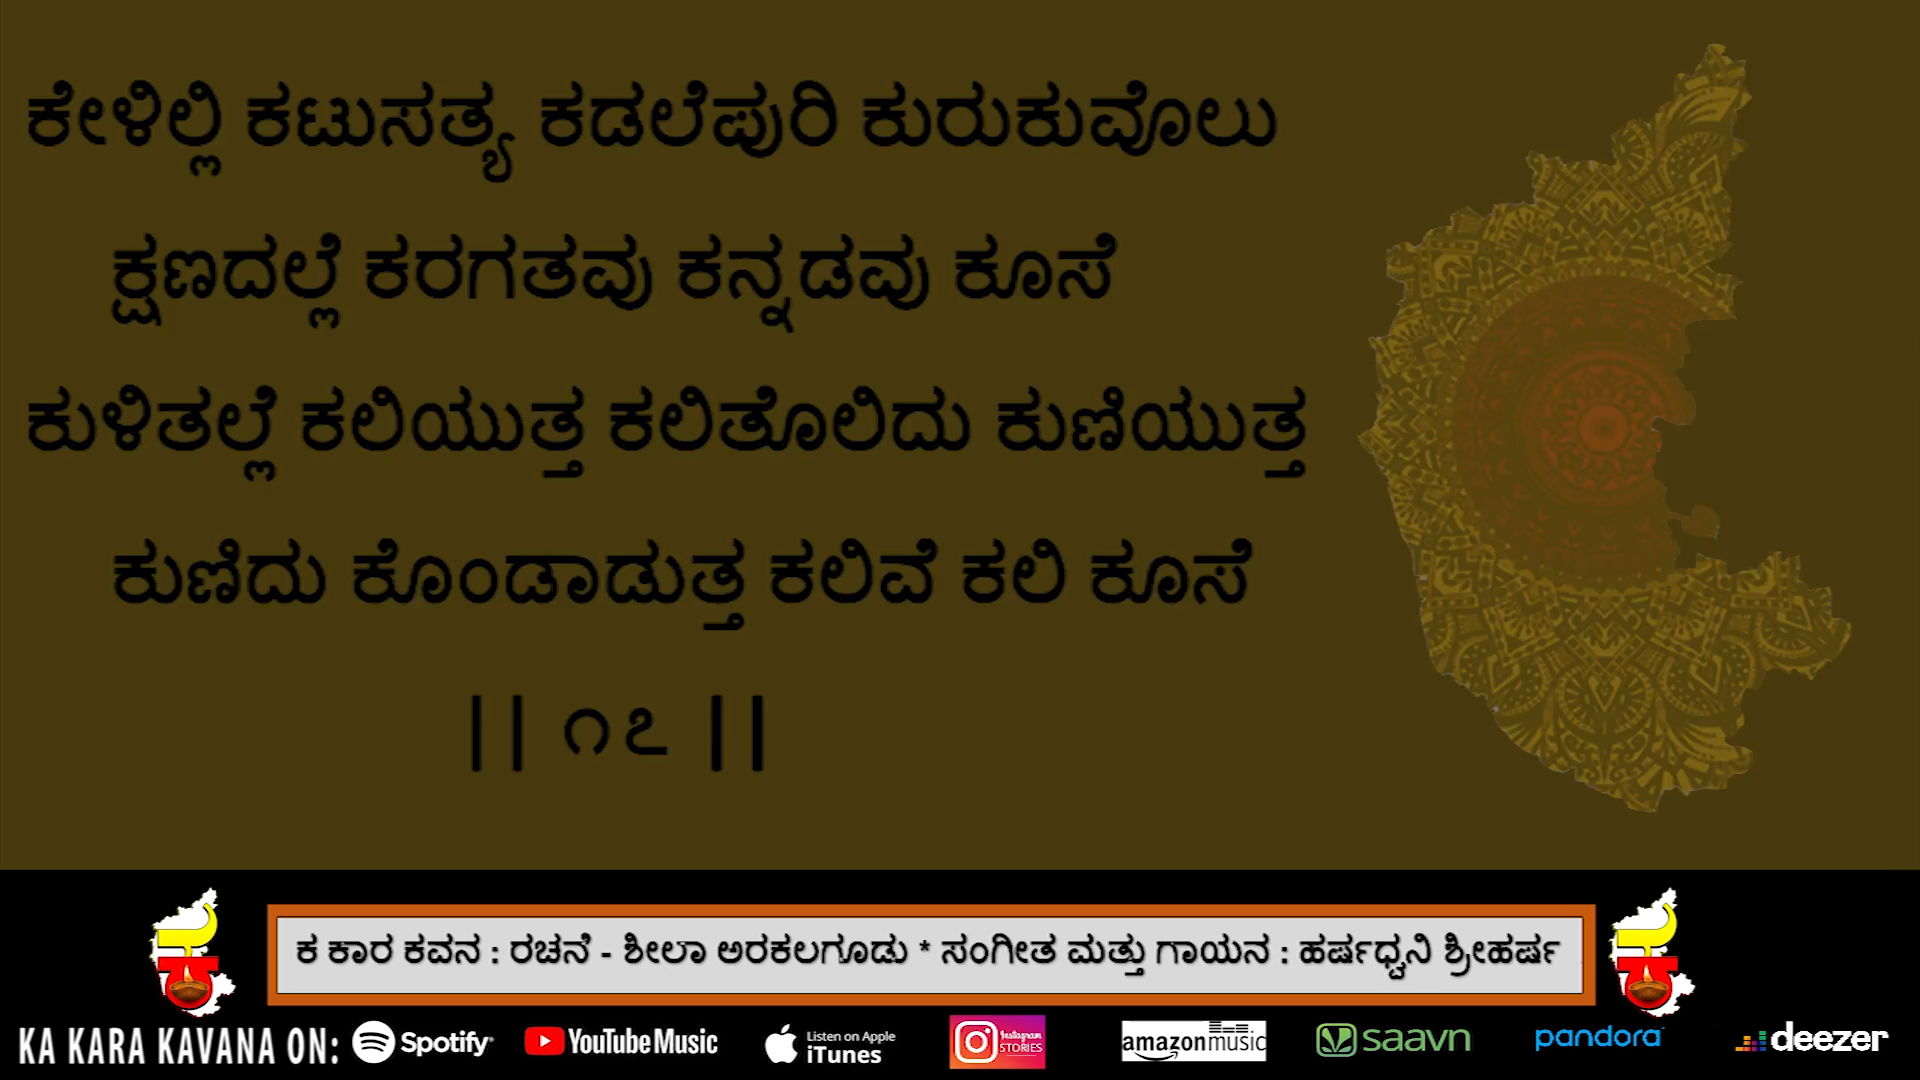 ಕೇಳಿಲ್ಲಿ ಕಟುಸತ್ಯ ಕಡಲೆಪುರಿ ಕುರುಕುವೊಲು
ಕ್ಷಣದಲ್ಲೆ ಕರಗತವು ಕನ್ನಡವು ಕೂಸೆ
ಕುಳಿತಲ್ಲೆ ಕಲಿಯುತ್ತ ಕಲಿತೊಲಿದು ಕುಣಿಯುತ್ತ
ಕುಣಿದು ಕೊಂಡಾಡುತ್ತ ಕಲಿವೆ ಕಲಿ ಕೂಸೆ
|| ೧೭ ||
ಕ ಕಾರ ಕವನ : ರಚನೆ - ಶೀಲಾ ಅರಕಲಗೂಡು * ಸಂಗೀತ ಮತ್ತು ಗಾಯನ : ಹರ್ಷಧ್ವನಿ ಶ್ರೀಹರ್ಷ
KA KARA KAVANA ON: Spotify YouTube Music Listen on Apple iTunes Instagram STORIES amazon music saavn pandora deezer